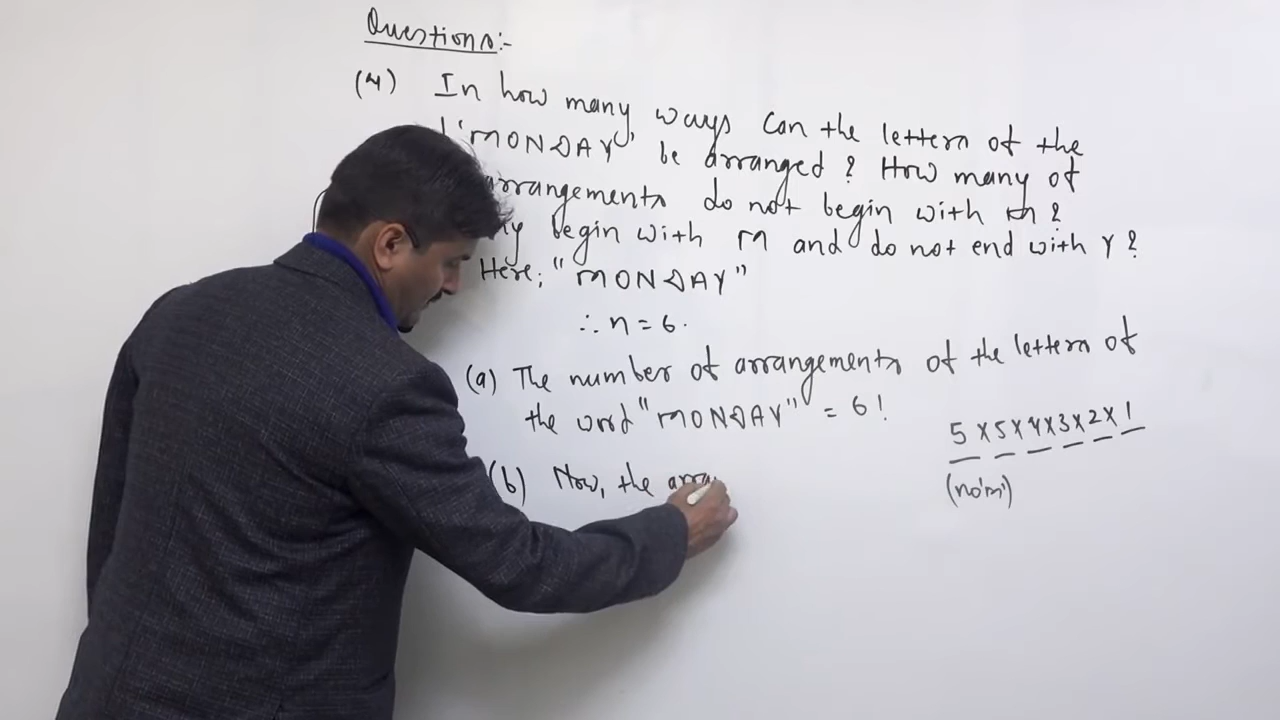 Questions:-
(4) In how many ways can the letters of the
"MONDAY" be arranged? How many of
arrangements do not begin with M?
begin with M and do not end with Y?
Here, "MONDAY"
∴ n = 6.
(a) The number of arrangements of the letters of
the word "MONDAY" = 6!
5 × 5 × 4 × 3 × 2 × 1
(no 'M')
(b) Now, the arra